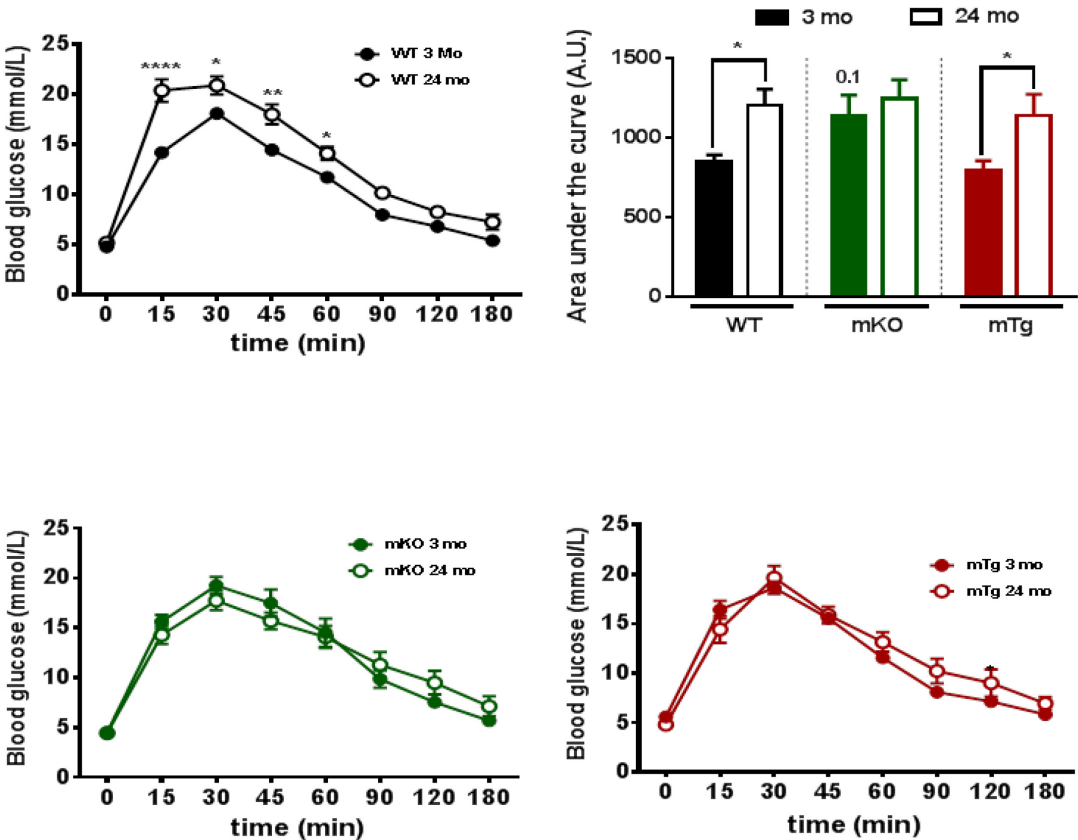 3 mo 24 mo
Blood glucose (mmol/L)
25
20
15
10
5
0
WT 3 Mo
WT 24 mo
****
*
**
*
0 15 30 45 60 90 120 180
time (min)
Area under the curve (A.U.)
1500
1000
500
0
*
0.1
*
WT mKO mTg
Blood glucose (mmol/L)
25
20
15
10
5
0
mKO 3 mo
mKO 24 mo
0 15 30 45 60 90 120 180
time (min)
Blood glucose (mmol/L)
25
20
15
10
5
0
mTg 3 mo
mTg 24 mo
*
0 15 30 45 60 90 120 180
time (min)